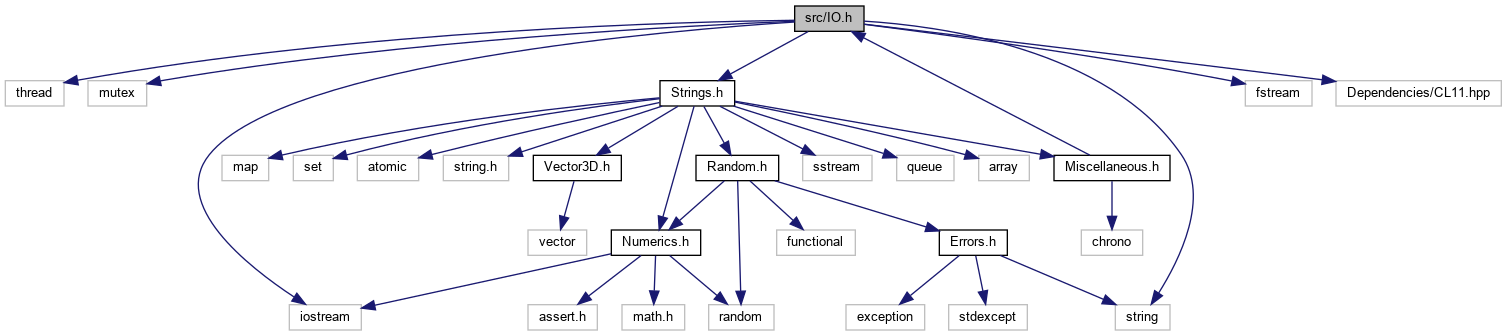 src/IO.h
thread
mutex
Strings.h
fstream
Dependencies/CL11.hpp
map
set
atomic
string.h
Vector3D.h
Random.h
sstream
queue
array
Miscellaneous.h
vector
Numerics.h
functional
Errors.h
chrono
iostream
assert.h
math.h
random
exception
stdexcept
string